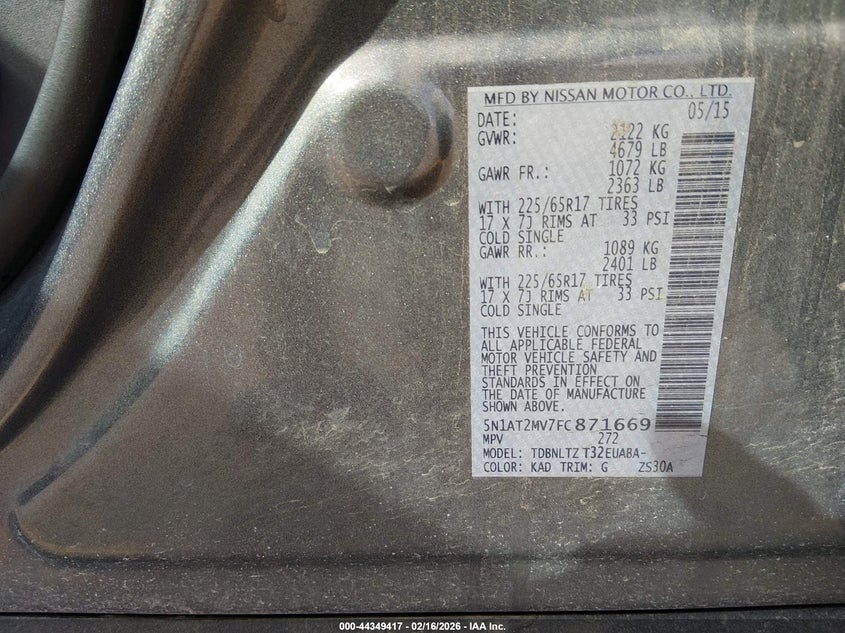 MFD BY NISSAN MOTOR CO., LTD.
DATE: 05/15
GVWR: 2122 KG
4679 LB
GAWR FR.: 1072 KG
2363 LB
WITH 225/65R17 TIRES
17 X 7J RIMS AT 33 PSI
COLD SINGLE
GAWR RR.: 1089 KG
2401 LB
WITH 225/65R17 TIRES
17 X 7J RIMS AT 33 PSI
COLD SINGLE
THIS VEHICLE CONFORMS TO
ALL APPLICABLE FEDERAL
MOTOR VEHICLE SAFETY AND
THEFT PREVENTION
STANDARDS IN EFFECT ON
THE DATE OF MANUFACTURE
SHOWN ABOVE.
5N1AT2MV7FC871669
MPV 272
MODEL: TDBNLTZ T32EUABA-
COLOR: KAD TRIM: G ZS30A
000-44349417 - 02/16/2026 - IAA Inc.